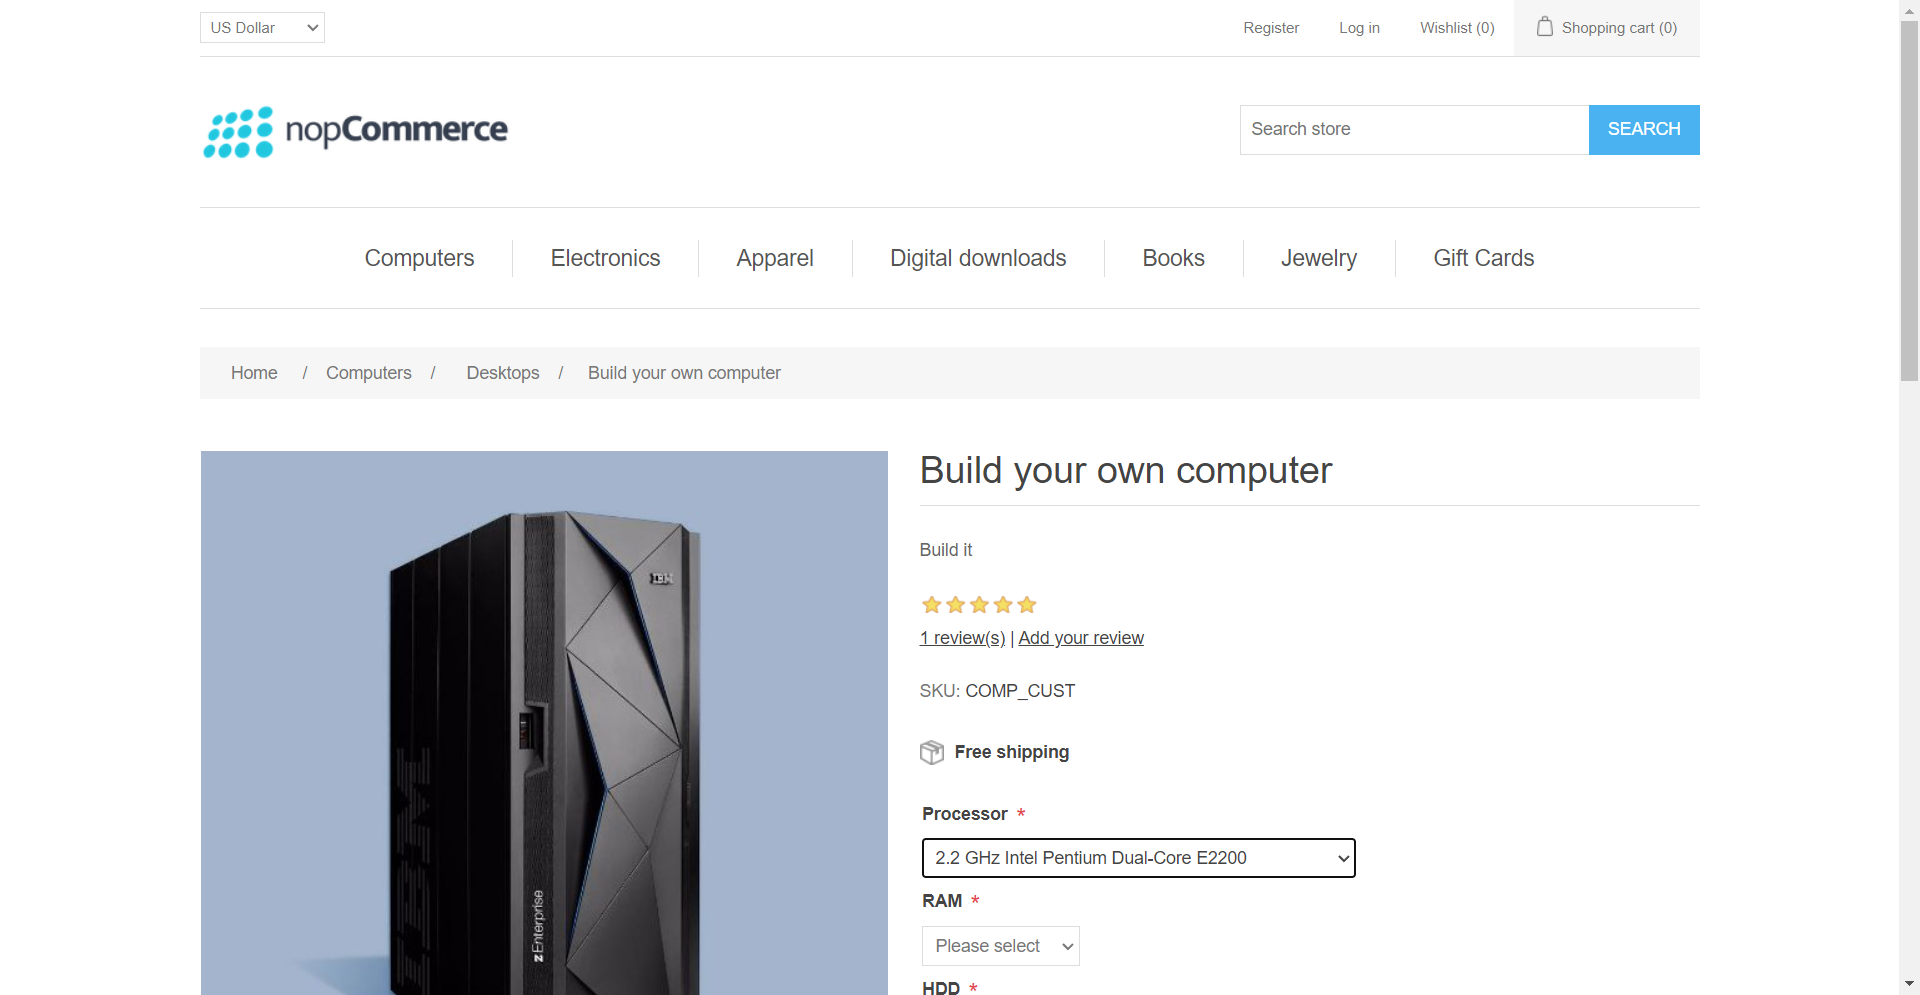 US Dollar
Register
Log in
Wishlist (0)
Shopping cart (0)
nopCommerce
Search store
SEARCH
Computers
Electronics
Apparel
Digital downloads
Books
Jewelry
Gift Cards
Home / Computers / Desktops / Build your own computer
IBM
IBM
zEnterprise
Build your own computer
Build it
1 review(s) | Add your review
SKU: COMP_CUST
Free shipping
Processor *
2.2 GHz Intel Pentium Dual-Core E2200
RAM *
Please select
HDD *